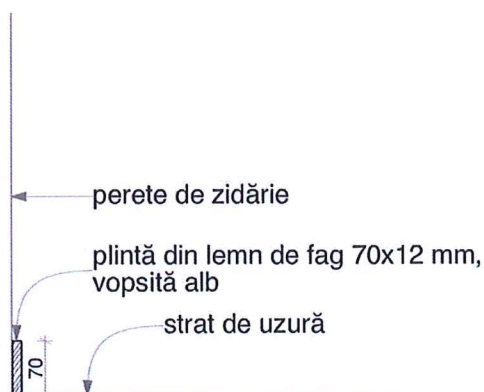 perete de zidărie
plintă din lemn de fag 70x12 mm,
vopsită alb
strat de uzură
70